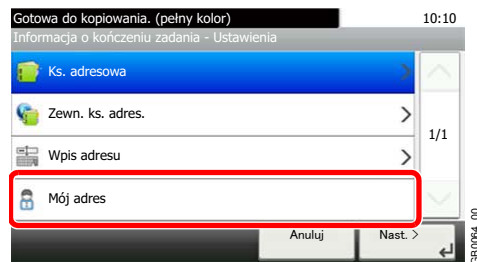 Gotowa do kopiowania. (pełny kolor) 10:10
Informacja o kończeniu zadania - Ustawienia
Ks. adresowa
Zewn. ks. adres.
1/1
Wpis adresu
Mój adres
Anuluj Nast. >
GB0064_00